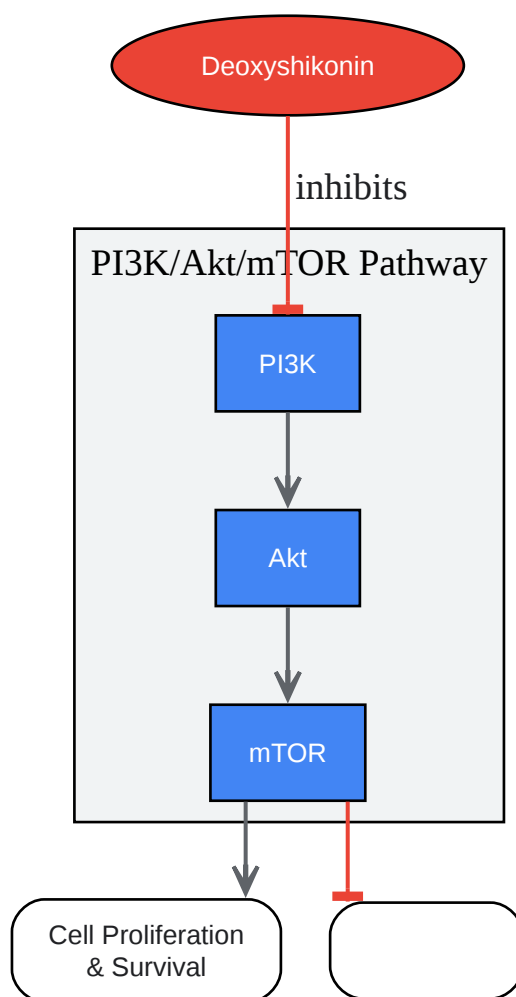 Deoxyshikonin
inhibits
PI3K/Akt/mTOR Pathway
PI3K
Akt
mTOR
Cell Proliferation
& Survival